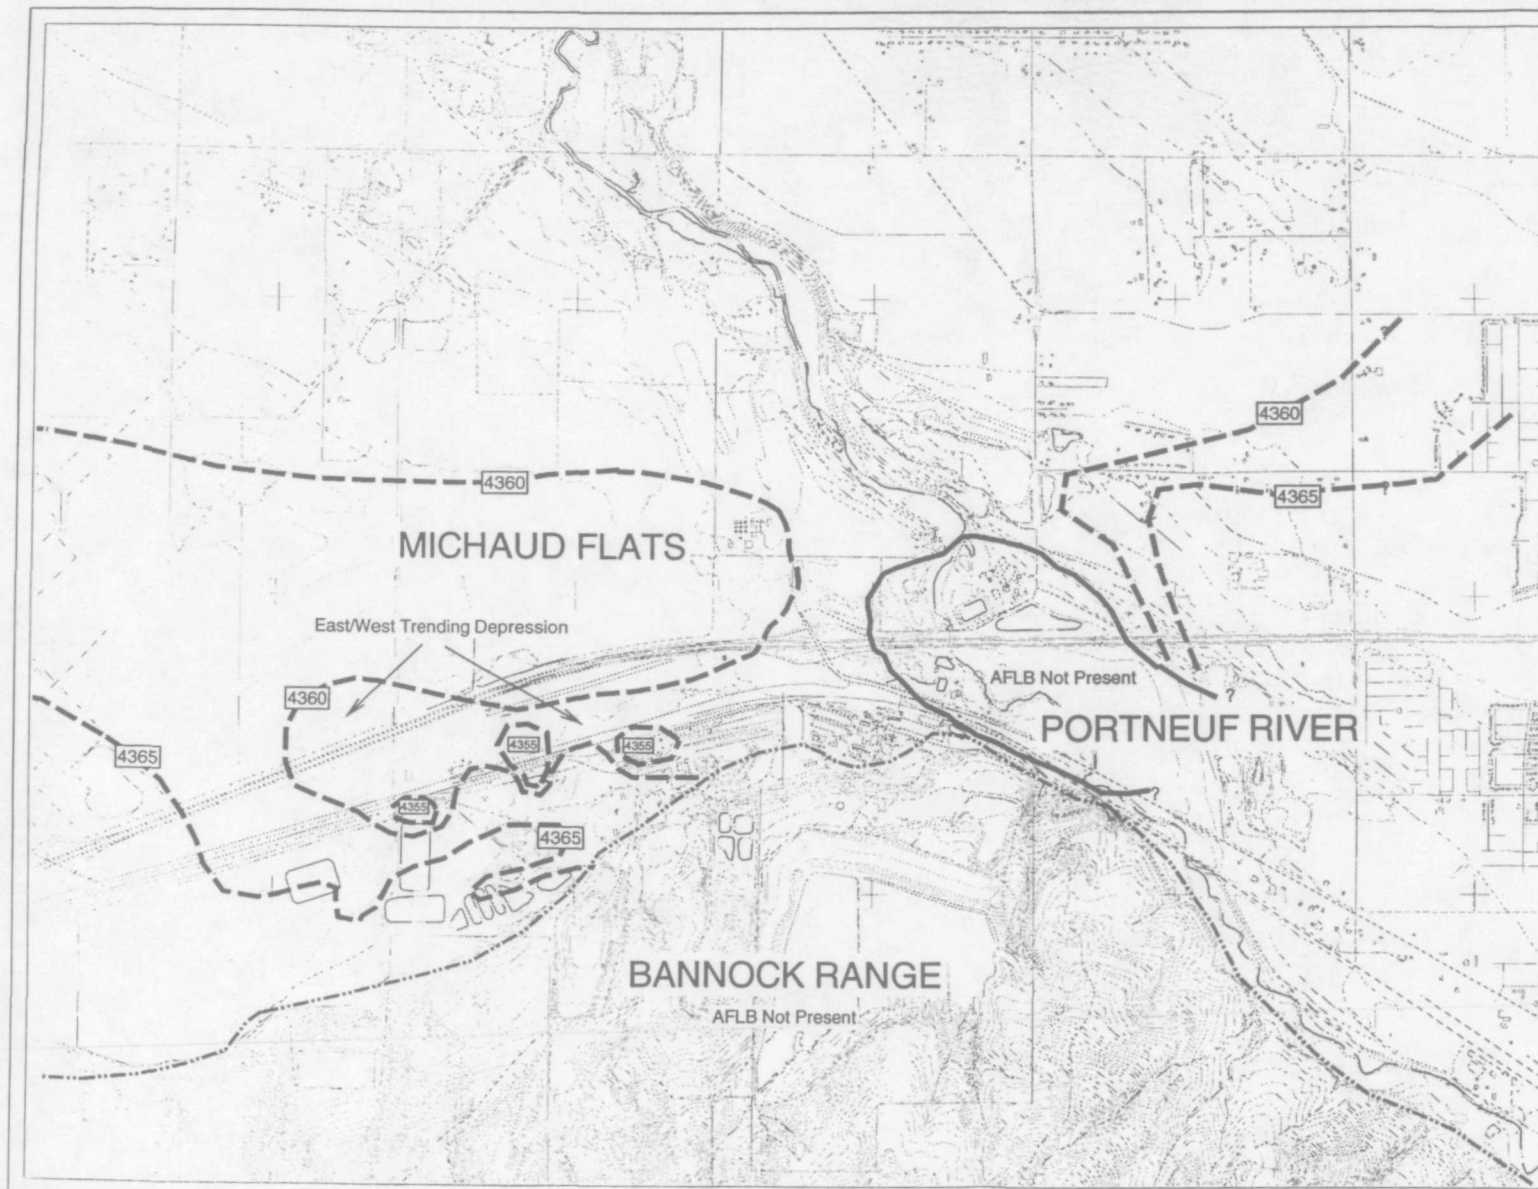 4360
4365
4360
MICHAUD FLATS
East/West Trending Depression
AFLB Not Present
4360
?
PORTNEUF RIVER
4355
4355
4365
?
4355
4365
BANNOCK RANGE
AFLB Not Present